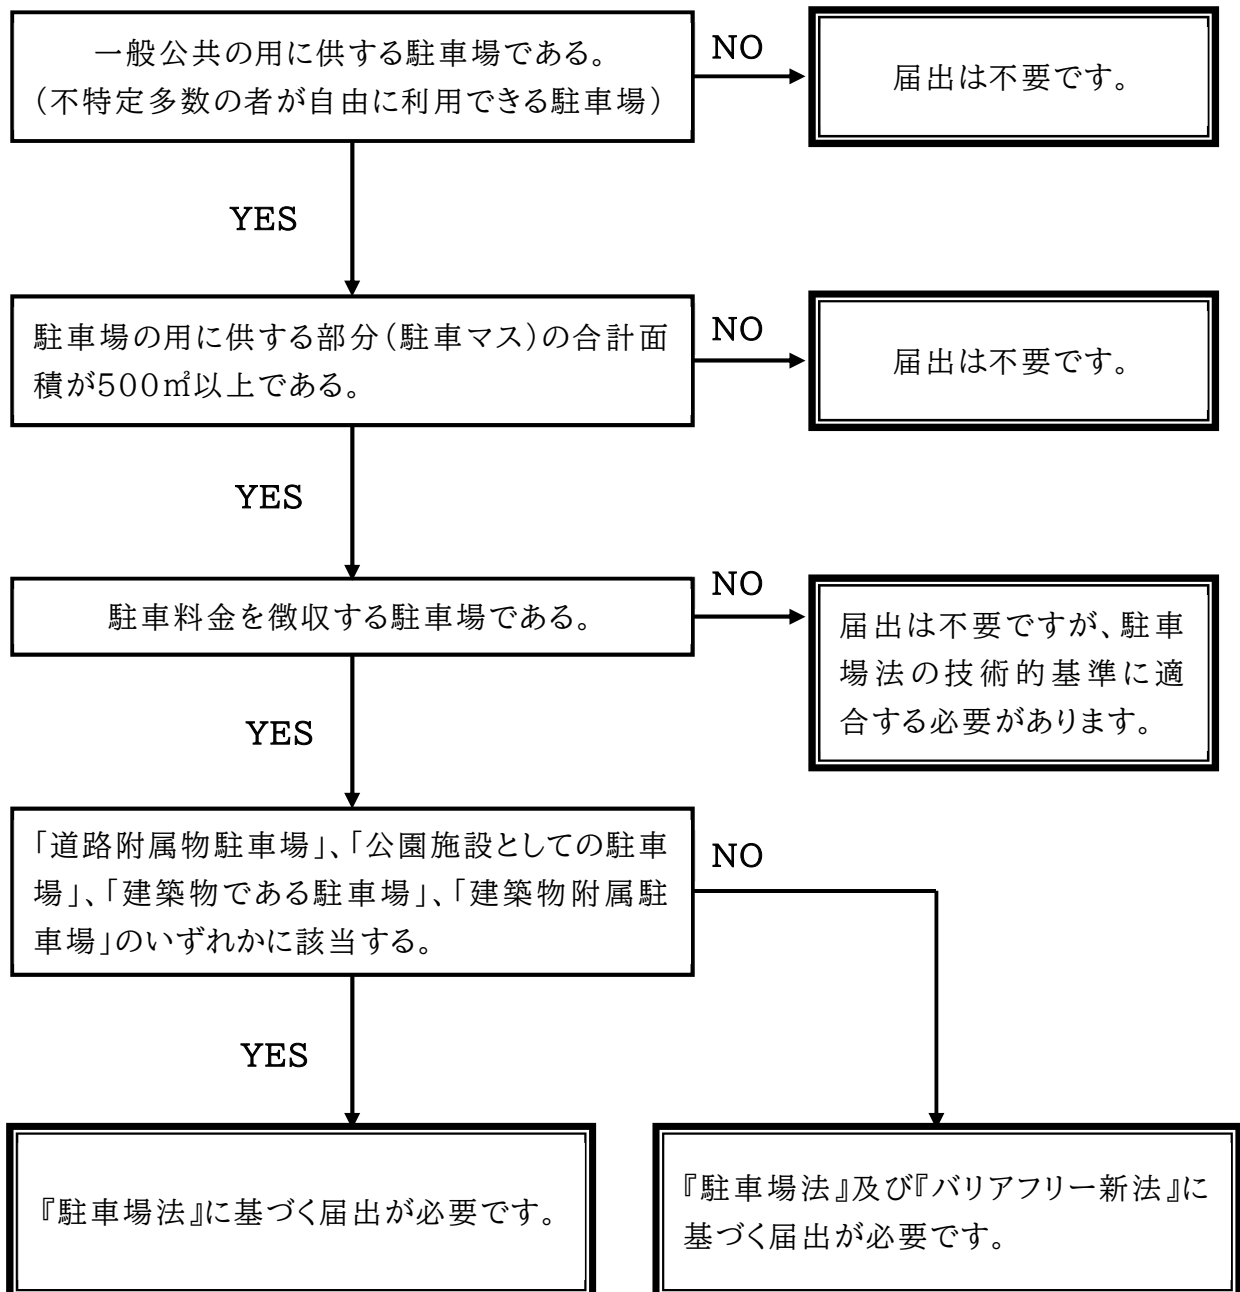 一般公共の用に供する駐車場である。
（不特定多数の者が自由に利用できる駐車場）
NO
届出は不要です。
YES
駐車場の用に供する部分（駐車マス）の合計面
積が500㎡以上である。
NO
届出は不要です。
YES
駐車料金を徴収する駐車場である。
NO
届出は不要ですが、駐車
場法の技術的基準に適
合する必要があります。
YES
「道路附属物駐車場」、「公園施設としての駐車
場」、「建築物である駐車場」、「建築物附属駐
車場」のいずれかに該当する。
NO
YES
『駐車場法』に基づく届出が必要です。
『駐車場法』及び『バリアフリー新法』に
基づく届出が必要です。